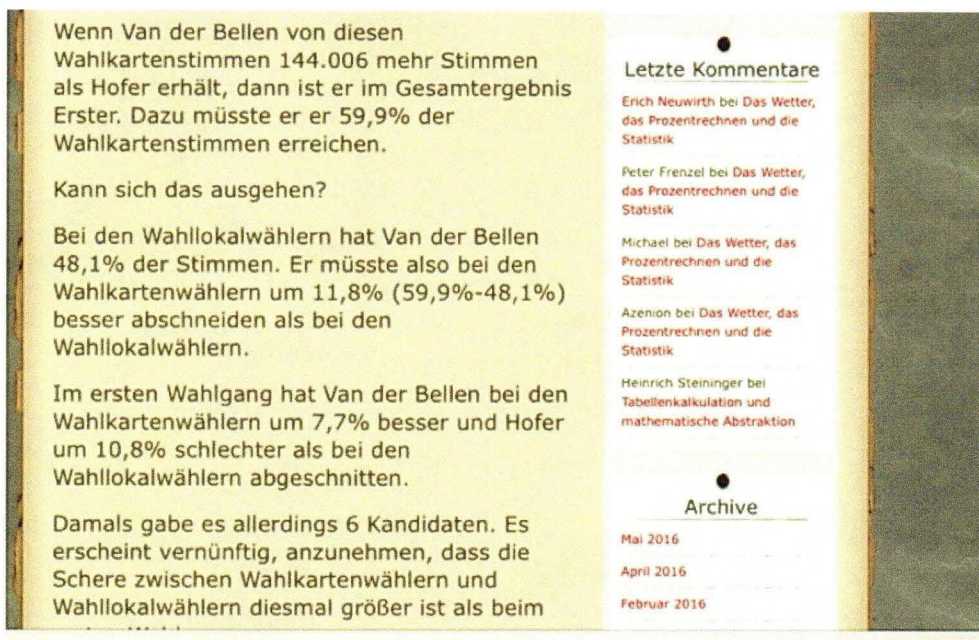 Wenn Van der Bellen von diesen
Wahlkartenstimmen 144.006 mehr Stimmen
als Hofer erhält, dann ist er im Gesamtergebnis
Erster. Dazu müsste er er 59,9% der
Wahlkartenstimmen erreichen.
Kann sich das ausgehen?
Bei den Wahllokalwählern hat Van der Bellen
48,1% der Stimmen. Er müsste also bei den
Wahlkartenwählern um 11,8% (59,9%-48,1%)
besser abschneiden als bei den
Wahllokalwählern.
Im ersten Wahlgang hat Van der Bellen bei den
Wahlkartenwählern um 7,7% besser und Hofer
um 10,8% schlechter als bei den
Wahllokalwählern abgeschnitten.
Damals gabe es allerdings 6 Kandidaten. Es
erscheint vernünftig, anzunehmen, dass die
Schere zwischen Wahlkartenwählern und
Wahllokalwählern diesmal größer ist als beim
Letzte Kommentare
Erich Neuwirth bei Das Wetter,
das Prozentrechnen und die
Statistik
Peter Frenzel bei Das Wetter,
das Prozentrechnen und die
Statistik
Michael bei Das Wetter, das
Prozentrechnen und die
Statistik
Azenion bei Das Wetter, das
Prozentrechnen und die
Statistik
Heinrich Steininger bei
Tabellenkalkulation und
mathematische Abstraktion
Archive
Mai 2016
April 2016
Februar 2016